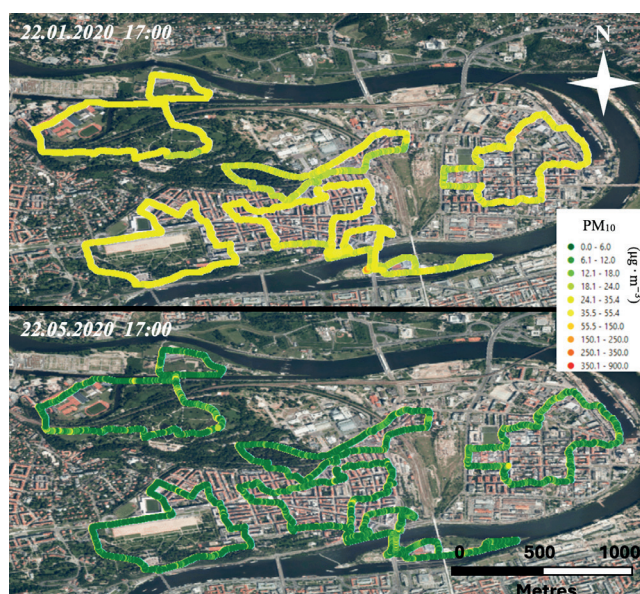 22.01.2020 17:00
N
PM₁₀
0.0 - 6.0
6.1 - 12.0
12.1 - 18.0
18.1 - 24.0
24.1 - 35.4
35.5 - 55.4
55.5 - 150.0
150.1 - 250.0
250.1 - 350.0
350.1 - 900.0
(µg · m⁻³)
22.05.2020 17:00
0 500 1000
Metres